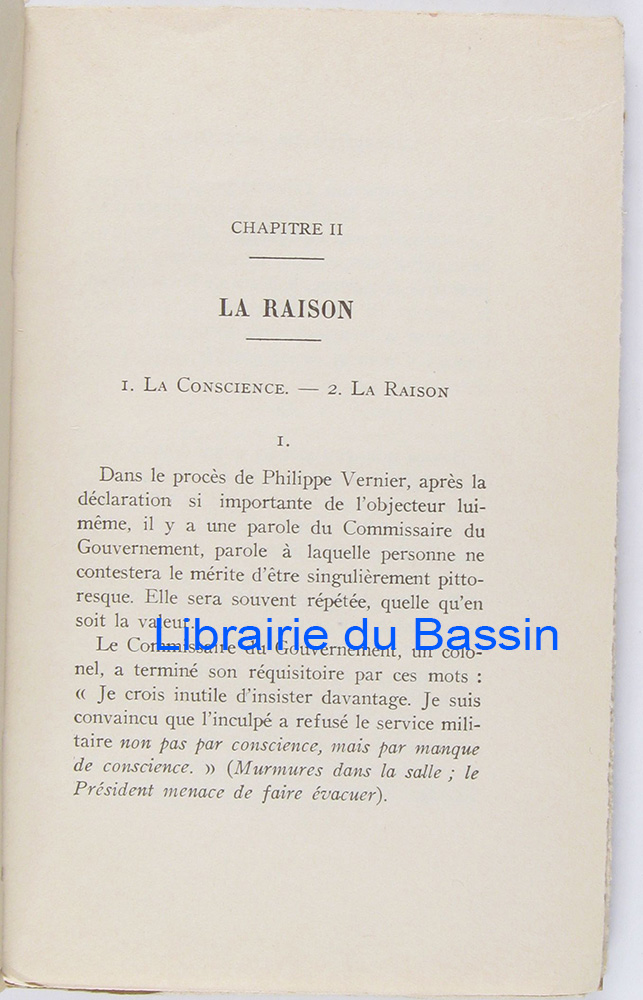 CHAPITRE II
LA RAISON
1. La Conscience. — 2. La Raison
1.
Dans le procès de Philippe Vernier, après la
déclaration si importante de l'objecteur lui-
même, il y a une parole du Commissaire du
Gouvernement, parole à laquelle personne ne
contestera le mérite d'être singulièrement pitto-
resque. Elle sera souvent répétée, quelle qu'en
soit la valeur.
Librairie du Bassin
Le Commissaire du Gouvernement, un colo-
nel, a terminé son réquisitoire par ces mots :
« Je crois inutile d'insister davantage. Je suis
convaincu que l'inculpé a refusé le service mili-
taire non pas par conscience, mais par manque
de conscience. » (Murmures dans la salle ; le
Président menace de faire évacuer).